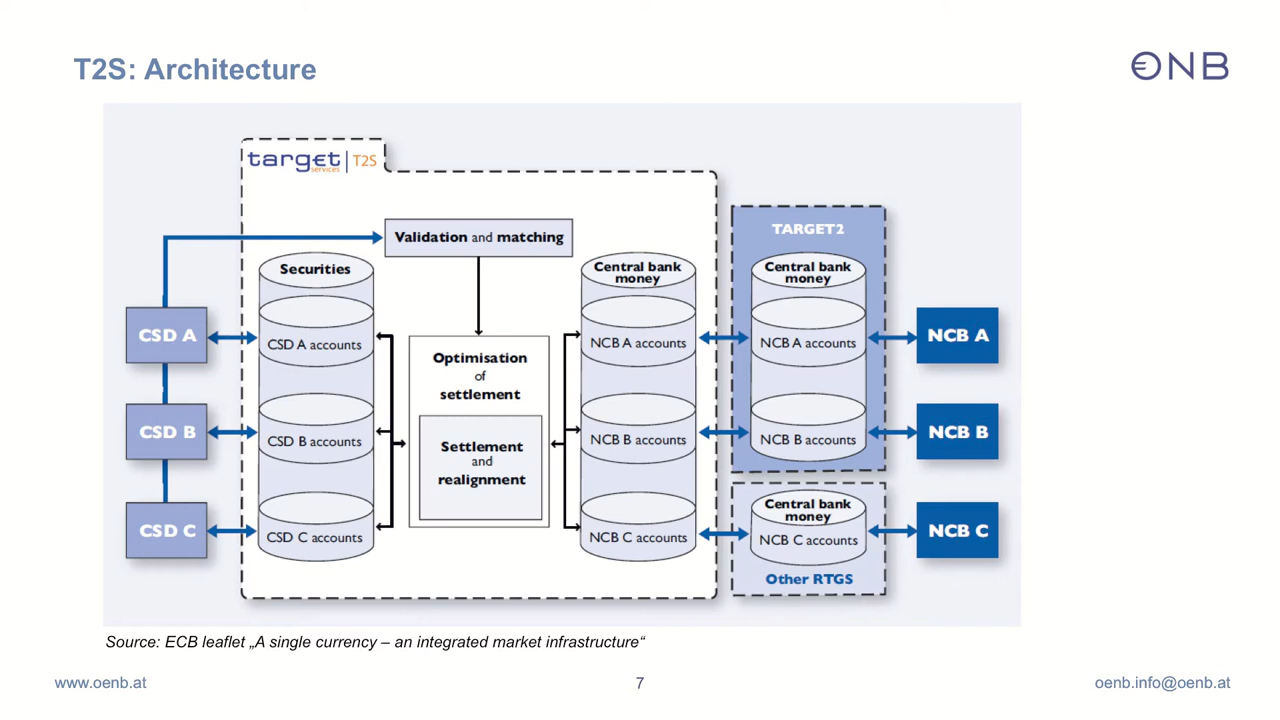 T2S: Architecture
€NB
target
services
T2S
Validation and matching
Securities
Central bank
money
TARGET2
Central bank
money
CSD A
CSD A accounts
Optimisation
of
settlement
NCB A accounts
NCB A accounts
NCB A
CSD B
CSD B accounts
Settlement
and
realignment
NCB B accounts
NCB B accounts
NCB B
CSD C
CSD C accounts
NCB C accounts
Central bank
money
NCB C accounts
Other RTGS
NCB C
Source: ECB leaflet „A single currency – an integrated market infrastructure“
www.oenb.at
7
oenb.info@oenb.at